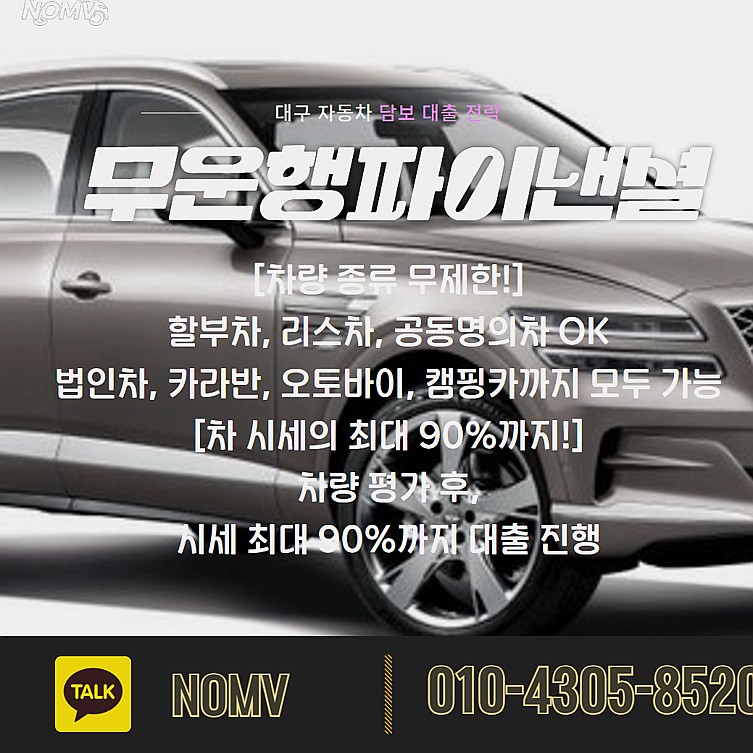 NOMV
대구 자동차 담보 대출 전략
무운행파이낸셜
[차량 종류 무제한!]
할부차, 리스차, 공동명의차 OK
법인차, 카라반, 오토바이, 캠핑카까지 모두 가능
[차 시세의 최대 90%까지!]
차량 평가 후,
시세 최대 90%까지 대출 진행
TALK
NOMV
010-4305-8520